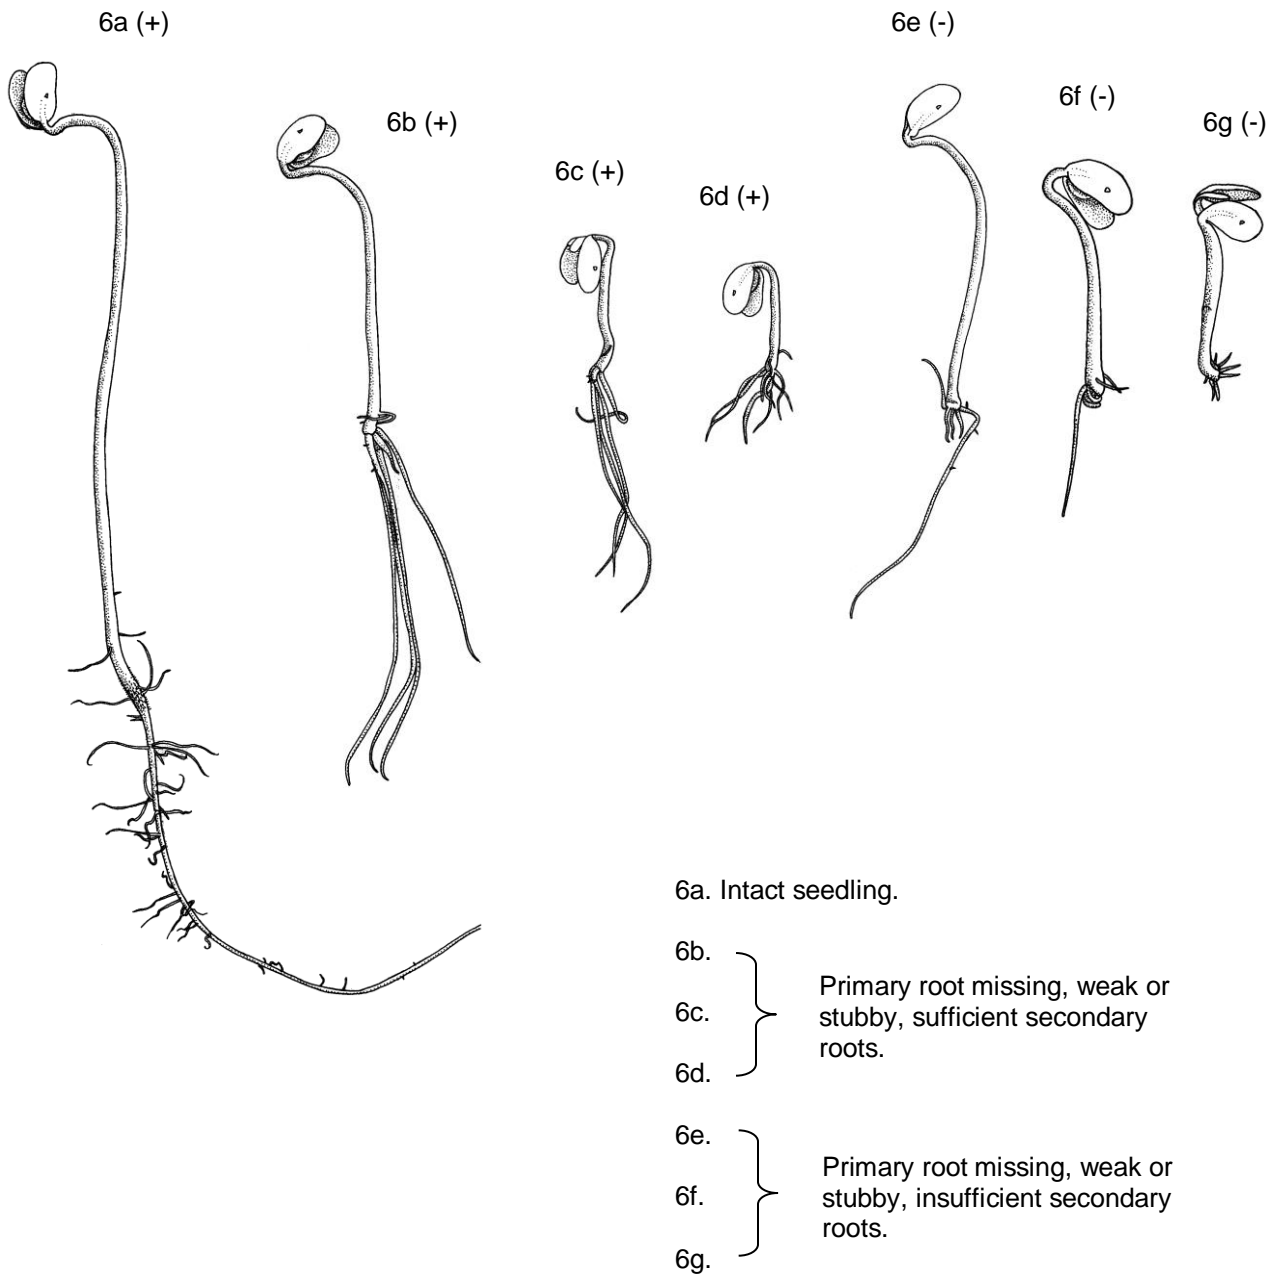 6a (+)
6e (-)
6b (+)
6f (-)
6g (-)
6c (+)
6d (+)
6a. Intact seedling.
6b.
6c.
6d.
Primary root missing, weak or
stubby, sufficient secondary
roots.
6e.
6f.
6g.
Primary root missing, weak or
stubby, insufficient secondary
roots.